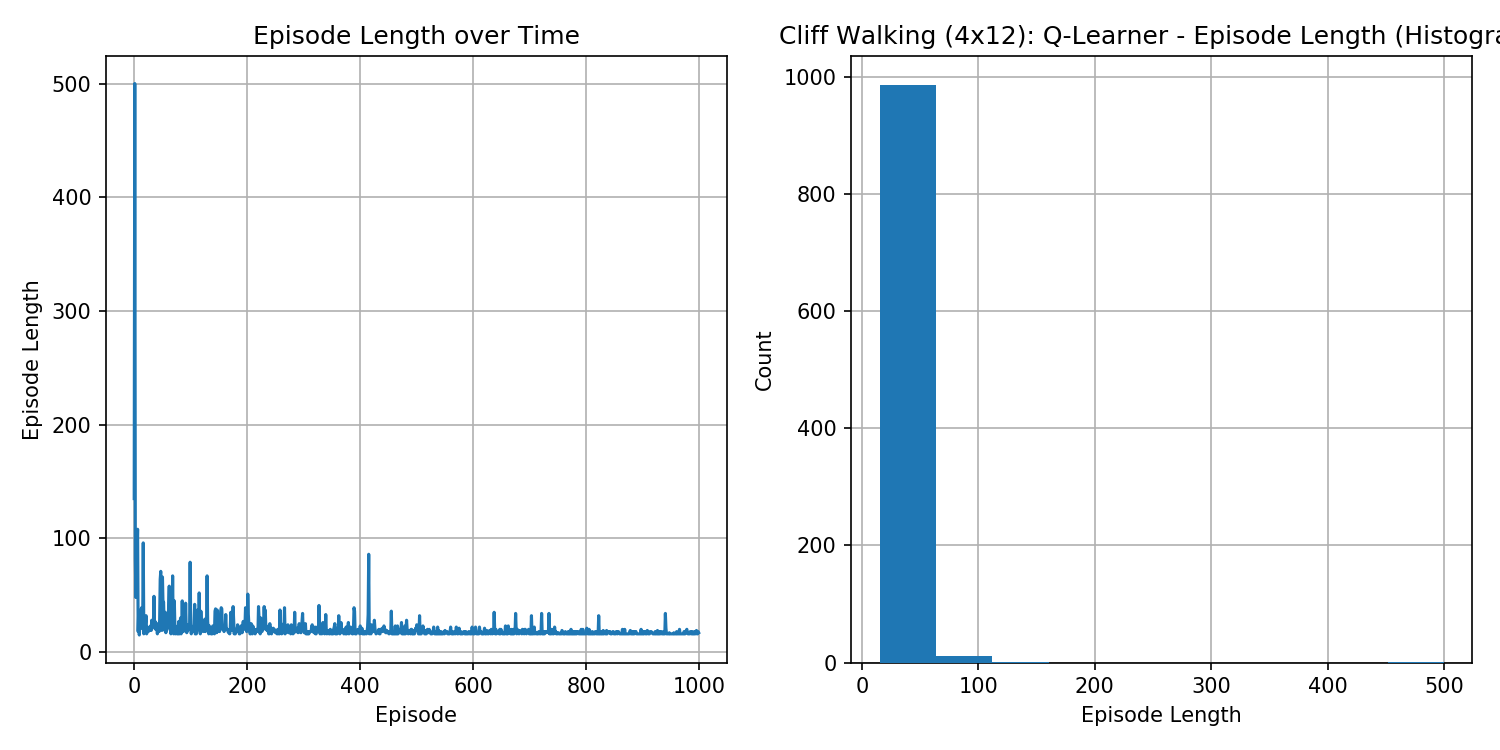 Episode Length over Time
Episode Length
500
400
300
200
100
0
0 200 400 600 800 1000
Episode
Cliff Walking (4x12): Q-Learner - Episode Length (Histogra
Count
1000
800
600
400
200
0
0 100 200 300 400 500
Episode Length